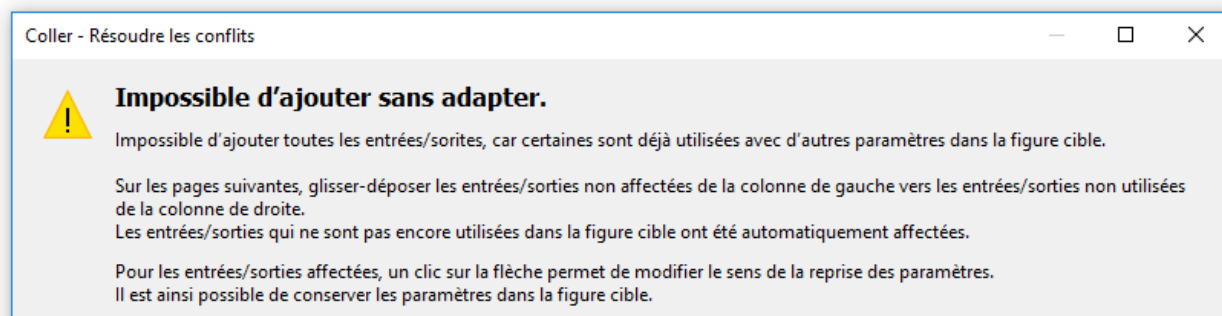 Coller - Résoudre les conflits
Impossible d'ajouter sans adapter.
Impossible d'ajouter toutes les entrées/sorites, car certaines sont déjà utilisées avec d'autres paramètres dans la figure cible.
Sur les pages suivantes, glisser-déposer les entrées/sorties non affectées de la colonne de gauche vers les entrées/sorties non utilisées
de la colonne de droite.
Les entrées/sorties qui ne sont pas encore utilisées dans la figure cible ont été automatiquement affectées.
Pour les entrées/sorties affectées, un clic sur la flèche permet de modifier le sens de la reprise des paramètres.
Il est ainsi possible de conserver les paramètres dans la figure cible.